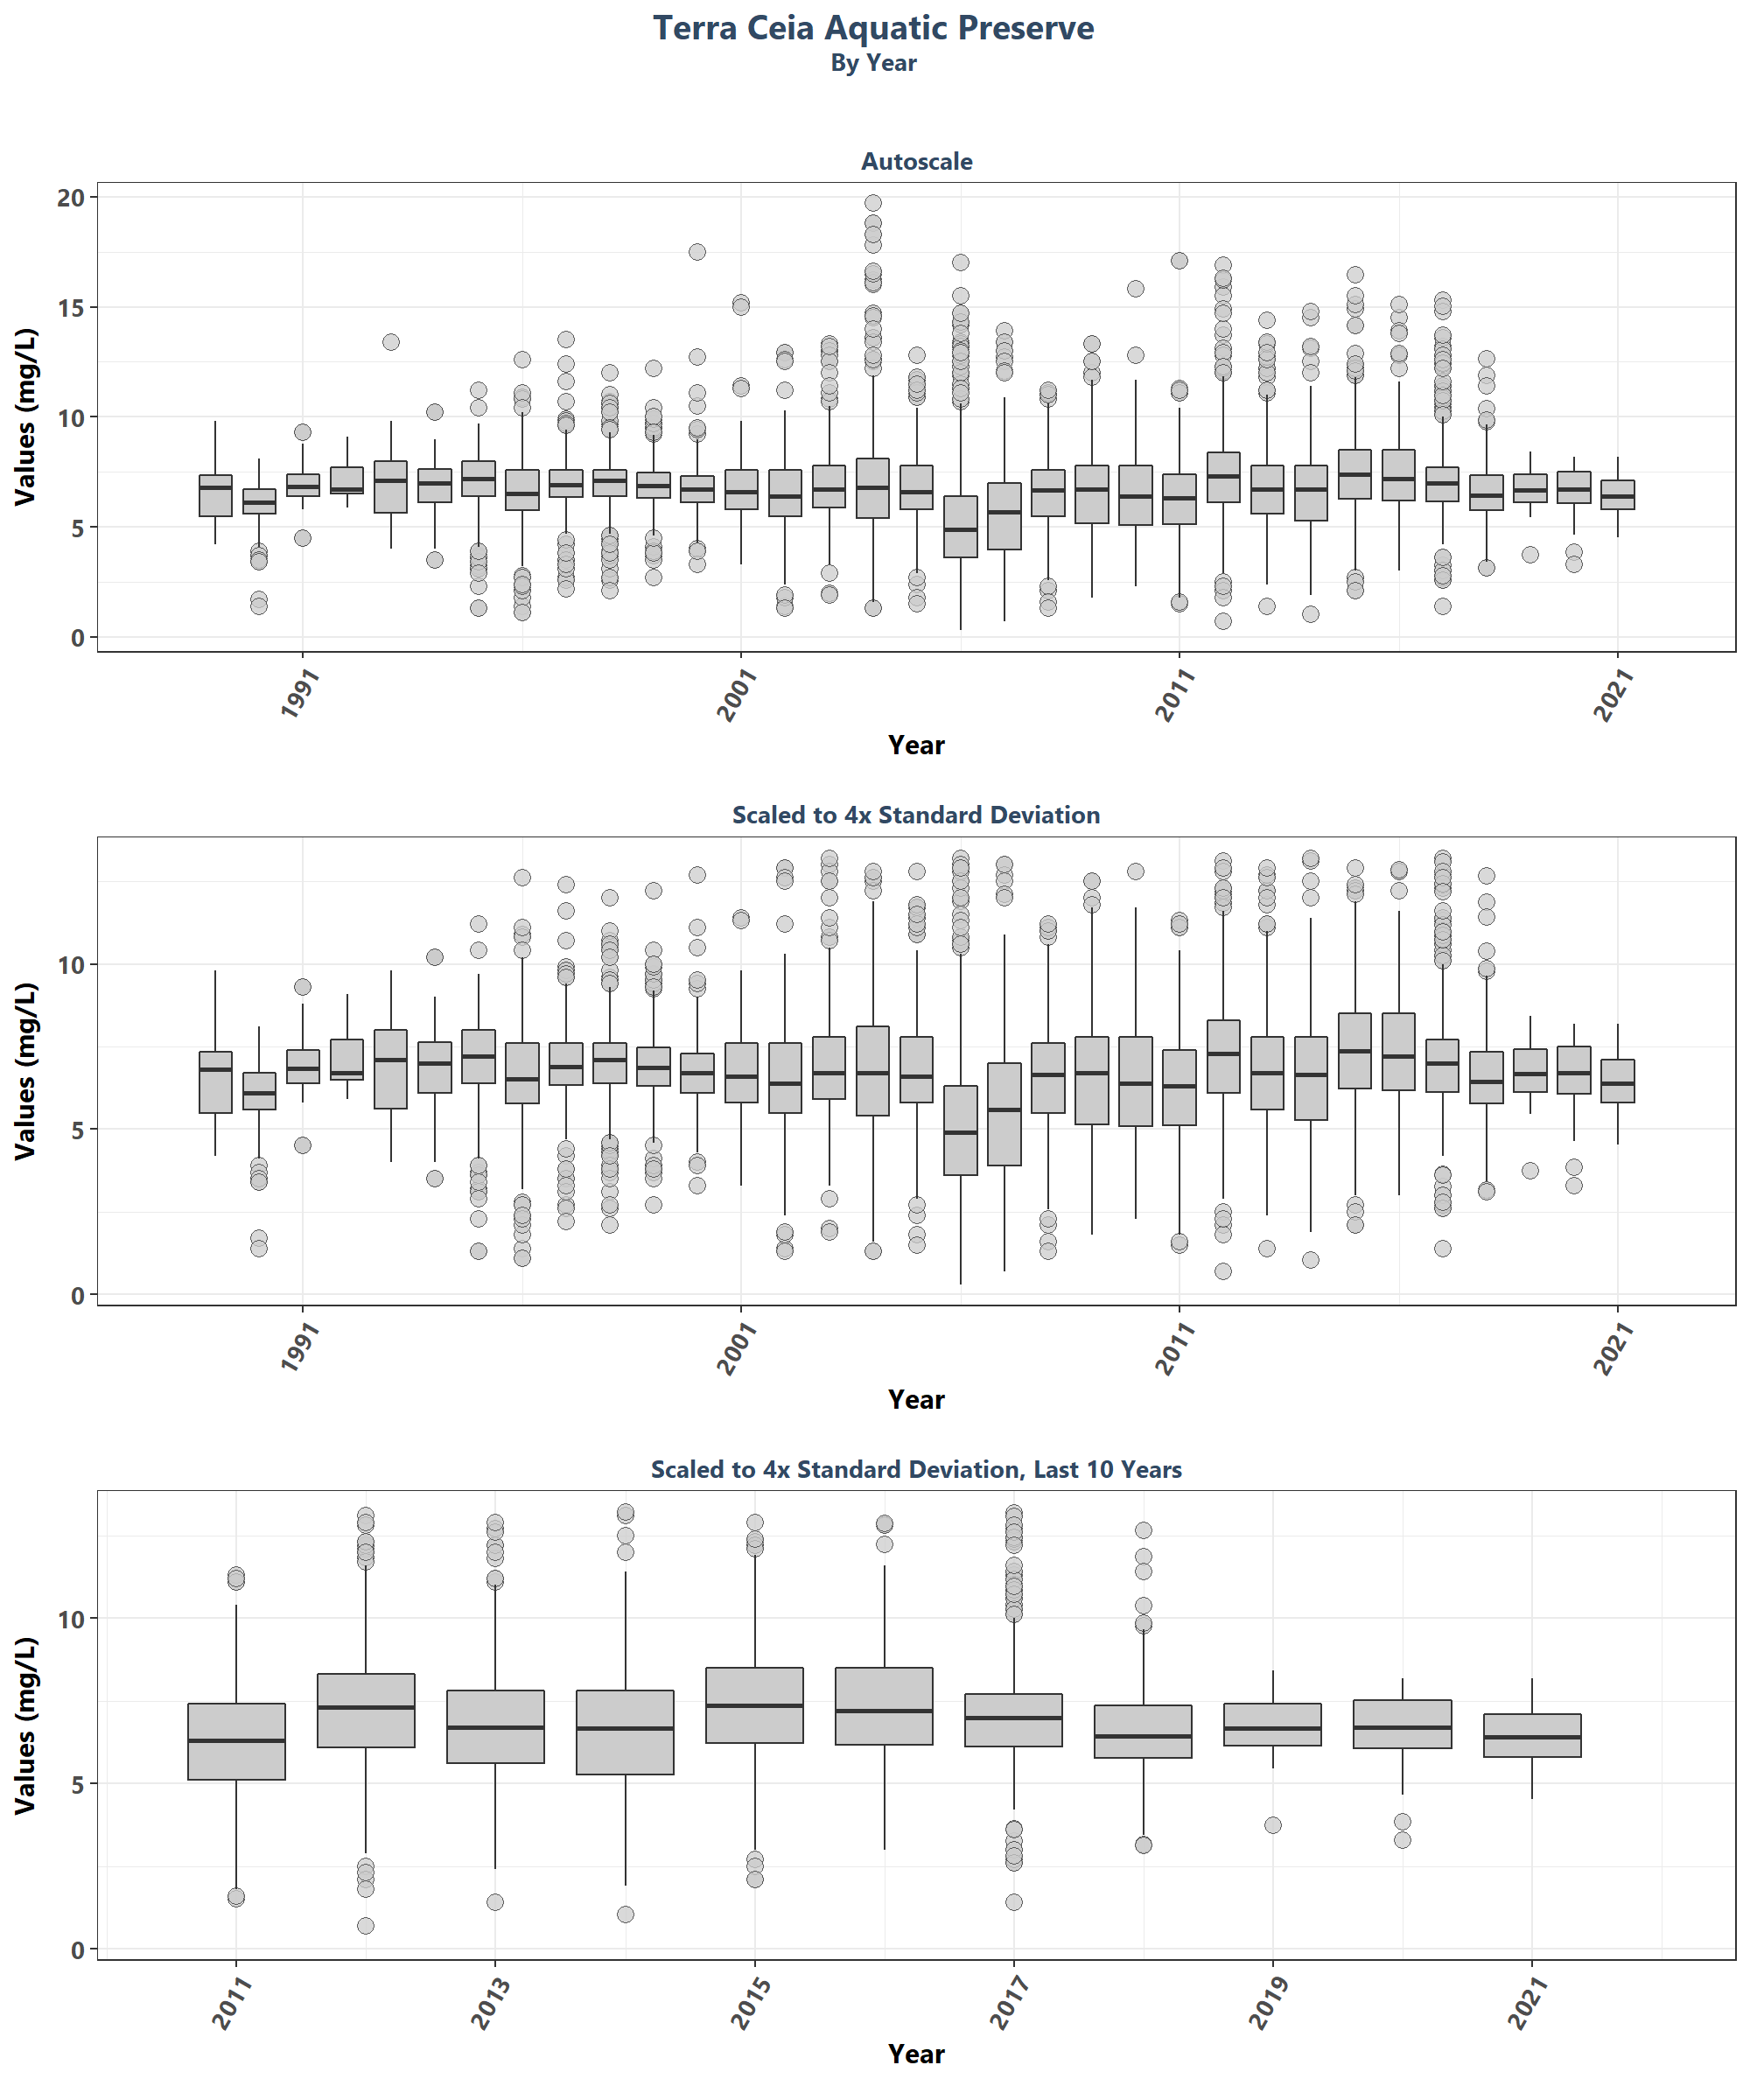 Terra Ceia Aquatic Preserve
By Year
Autoscale
Values (mg/L)
20
15
10
5
0
1991
2001
2011
2021
Year
Scaled to 4x Standard Deviation
Values (mg/L)
10
5
0
1991
2001
2011
2021
Year
Scaled to 4x Standard Deviation, Last 10 Years
Values (mg/L)
10
5
0
2011
2013
2015
2017
2019
2021
Year